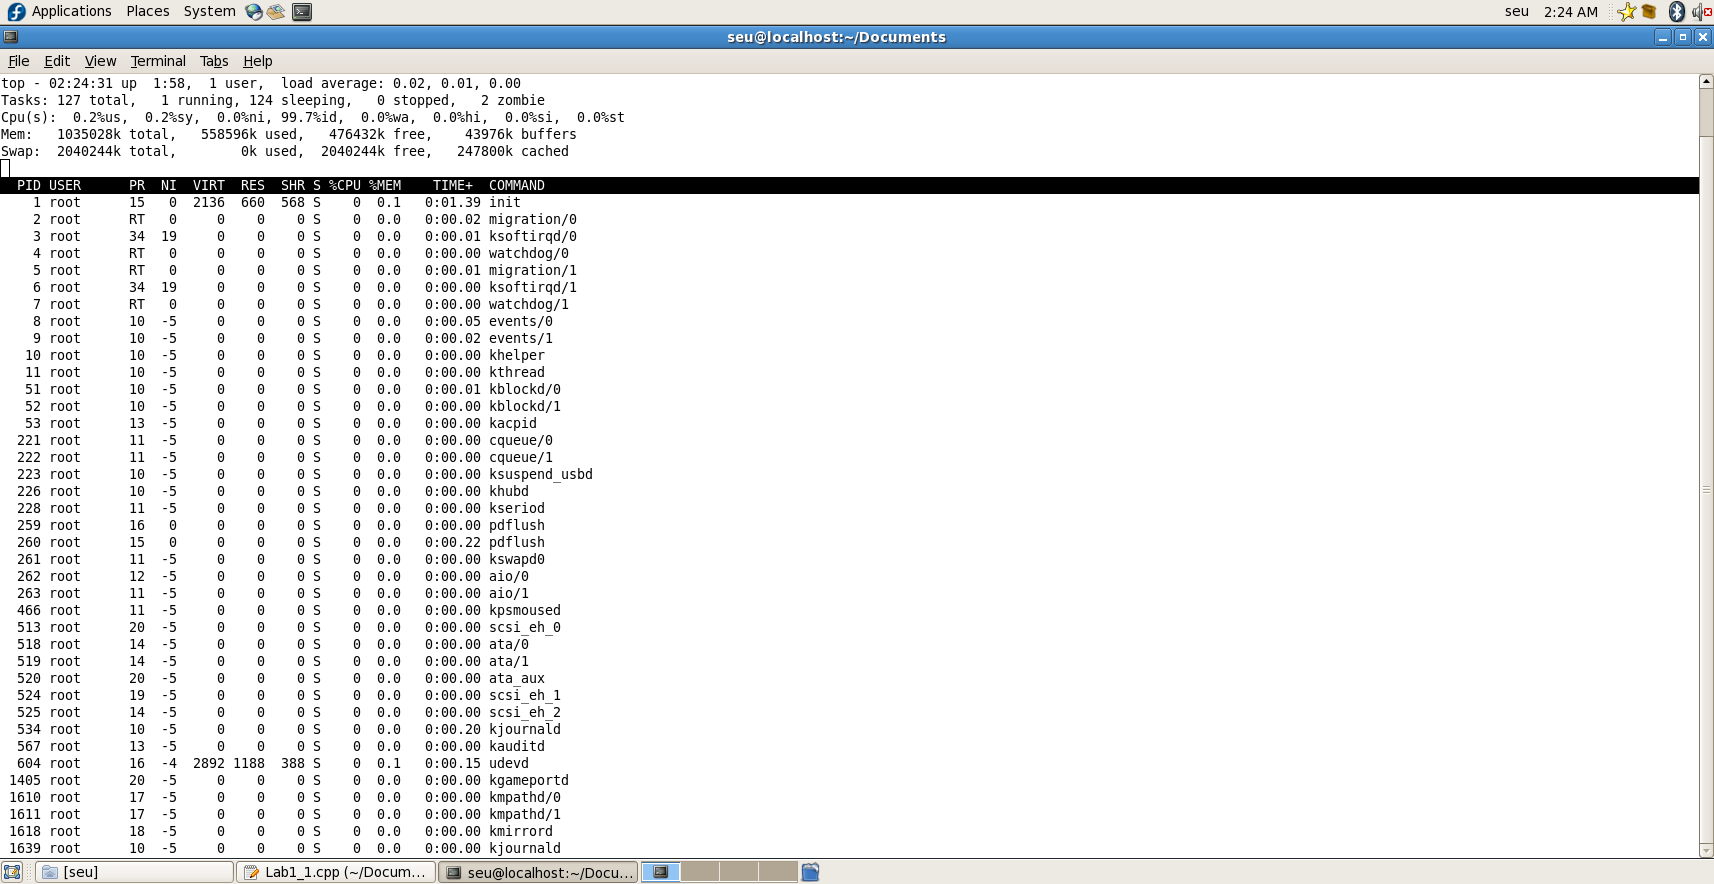 Applications Places System seu 2:24 AM
seu@localhost:~/Documents
File Edit View Terminal Tabs Help
top - 02:24:31 up  1:58,  1 user,  load average: 0.02, 0.01, 0.00
Tasks: 127 total,   1 running, 124 sleeping,   0 stopped,   2 zombie
Cpu(s):  0.2%us,  0.2%sy,  0.0%ni, 99.7%id,  0.0%wa,  0.0%hi,  0.0%si,  0.0%st
Mem:   1035028k total,   558596k used,   476432k free,    43976k buffers
Swap:  2040244k total,        0k used,  2040244k free,   247800k cached
PID USER      PR  NI  VIRT  RES  SHR S %CPU %MEM    TIME+  COMMAND
1 root      15   0  2136  660  568 S    0  0.1   0:01.39 init
2 root      RT   0     0    0    0 S    0  0.0   0:00.02 migration/0
3 root      34  19     0    0    0 S    0  0.0   0:00.01 ksoftirqd/0
4 root      RT   0     0    0    0 S    0  0.0   0:00.00 watchdog/0
5 root      RT   0     0    0    0 S    0  0.0   0:00.01 migration/1
6 root      34  19     0    0    0 S    0  0.0   0:00.00 ksoftirqd/1
7 root      RT   0     0    0    0 S    0  0.0   0:00.00 watchdog/1
8 root      10  -5     0    0    0 S    0  0.0   0:00.05 events/0
9 root      10  -5     0    0    0 S    0  0.0   0:00.02 events/1
10 root      10  -5     0    0    0 S    0  0.0   0:00.00 khelper
11 root      10  -5     0    0    0 S    0  0.0   0:00.00 kthread
51 root      10  -5     0    0    0 S    0  0.0   0:00.01 kblockd/0
52 root      10  -5     0    0    0 S    0  0.0   0:00.00 kblockd/1
53 root      13  -5     0    0    0 S    0  0.0   0:00.00 kacpid
221 root      11  -5     0    0    0 S    0  0.0   0:00.00 cqueue/0
222 root      11  -5     0    0    0 S    0  0.0   0:00.00 cqueue/1
223 root      10  -5     0    0    0 S    0  0.0   0:00.00 ksuspend_usbd
226 root      10  -5     0    0    0 S    0  0.0   0:00.00 khubd
228 root      11  -5     0    0    0 S    0  0.0   0:00.00 kseriod
259 root      16   0     0    0    0 S    0  0.0   0:00.00 pdflush
260 root      15   0     0    0    0 S    0  0.0   0:00.22 pdflush
261 root      11  -5     0    0    0 S    0  0.0   0:00.00 kswapd0
262 root      12  -5     0    0    0 S    0  0.0   0:00.00 aio/0
263 root      11  -5     0    0    0 S    0  0.0   0:00.00 aio/1
466 root      11  -5     0    0    0 S    0  0.0   0:00.00 kpsmoused
513 root      20  -5     0    0    0 S    0  0.0   0:00.00 scsi_eh_0
518 root      14  -5     0    0    0 S    0  0.0   0:00.00 ata/0
519 root      14  -5     0    0    0 S    0  0.0   0:00.00 ata/1
520 root      20  -5     0    0    0 S    0  0.0   0:00.00 ata_aux
524 root      19  -5     0    0    0 S    0  0.0   0:00.00 scsi_eh_1
525 root      14  -5     0    0    0 S    0  0.0   0:00.00 scsi_eh_2
534 root      10  -5     0    0    0 S    0  0.0   0:00.20 kjournald
567 root      13  -5     0    0    0 S    0  0.0   0:00.00 kauditd
604 root      16  -4  2892 1188  388 S    0  0.1   0:00.15 udevd
1405 root      20  -5     0    0    0 S    0  0.0   0:00.00 kgameportd
1610 root      17  -5     0    0    0 S    0  0.0   0:00.00 kmpathd/0
1611 root      17  -5     0    0    0 S    0  0.0   0:00.00 kmpathd/1
1618 root      18  -5     0    0    0 S    0  0.0   0:00.00 kmirrord
1639 root      10  -5     0    0    0 S    0  0.0   0:00.00 kjournald
[seu] Lab1_1.cpp (~/Docum... seu@localhost:~/Docu...